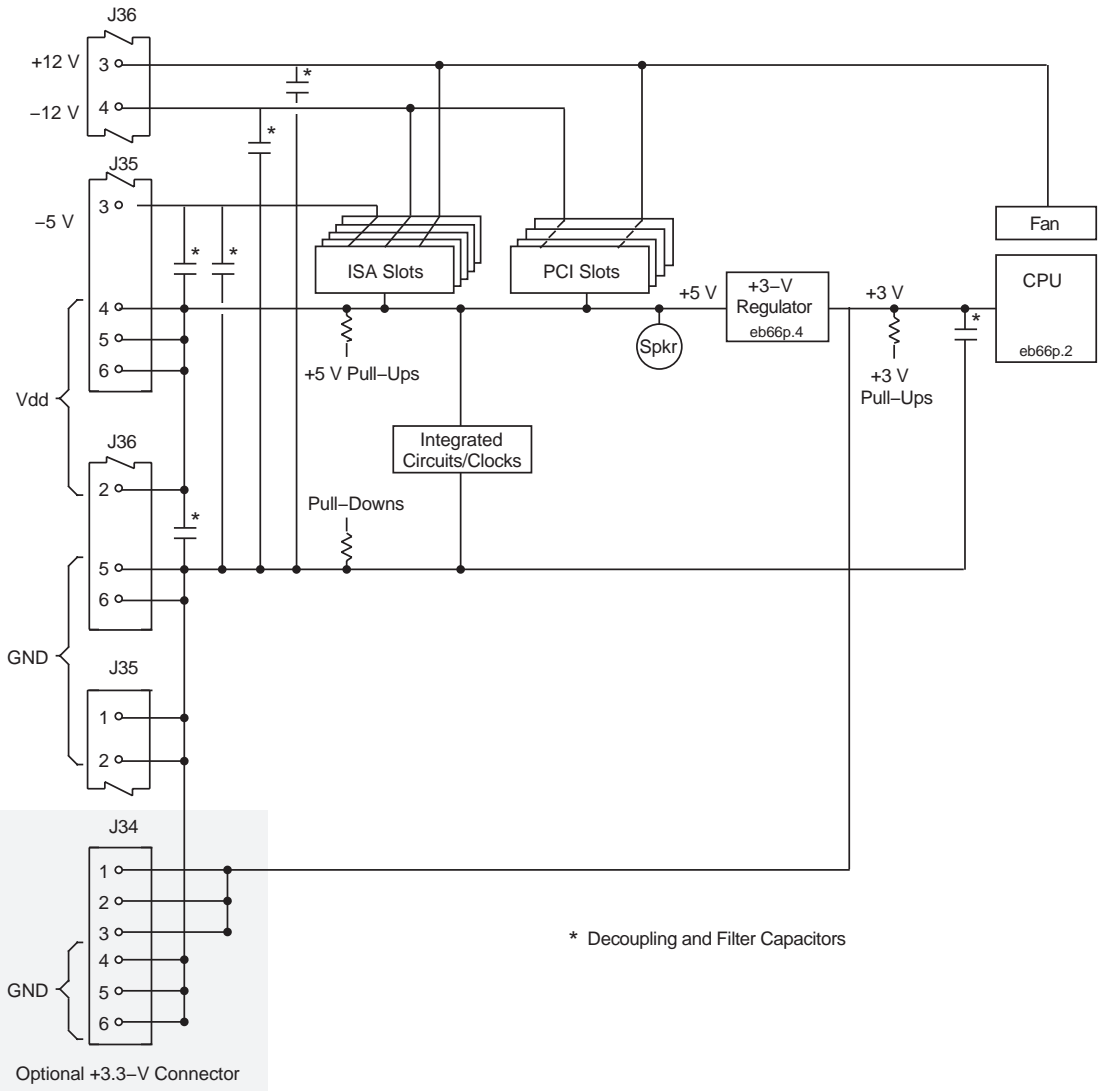 J36
+12 V
3
−12 V
4
*
*
J35
−5 V
3
*
*
ISA Slots
PCI Slots
Fan
CPU
eb66p.2
Vdd
4
5
6
+5 V Pull−Ups
Spkr
+5 V
+3−V
Regulator
eb66p.4
+3 V
*
+3 V
Pull−Ups
J36
2
*
Integrated
Circuits/Clocks
Pull−Downs
GND
5
6
J35
1
2
J34
1
2
3
GND
4
5
6
Optional +3.3−V Connector
* Decoupling and Filter Capacitors